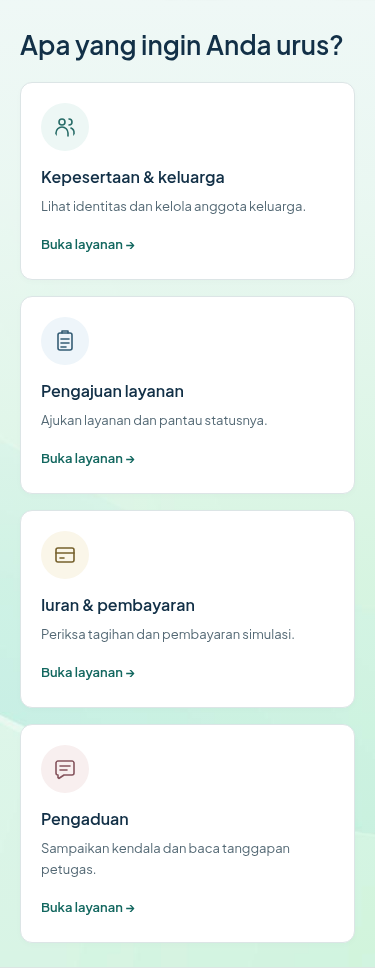 Apa yang ingin Anda urus?
Kepesertaan & keluarga
Lihat identitas dan kelola anggota keluarga.
Buka layanan →
Pengajuan layanan
Ajukan layanan dan pantau statusnya.
Buka layanan →
Iuran & pembayaran
Periksa tagihan dan pembayaran simulasi.
Buka layanan →
Pengaduan
Sampaikan kendala dan baca tanggapan
petugas.
Buka layanan →